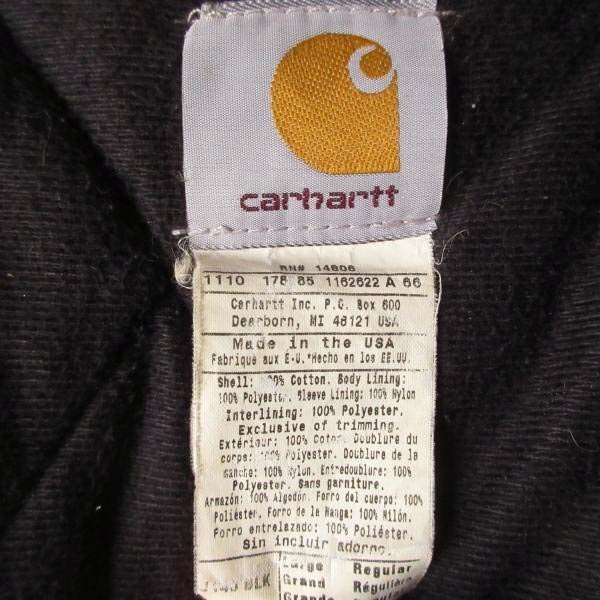 carhartt
RN# 14806
1110 178 85 1162622 A 66
Carhartt Inc. P.O. Box 600
Dearborn, MI 48121 USA
Made in the USA
Fabriqué aux E-U.*Hecho en los EE.UU.
Shell: 100% Cotton. Body Lining:
100% Polyester. Sleeve Lining: 100% Nylon
Interlining: 100% Polyester.
Exclusive of trimming.
Extérieur: 100% Coton. Doublure du
corps: 100% Polyester. Doublure de la
manche: 100% Nylon. Entredoublure: 100%
Polyester. Sans garniture.
Armazón: 100% Algodón. Forro del cuerpo: 100%
Poliéster. Forro de la Manga: 100% Nilón.
Forro entrelazado: 100% Poliéster.
Sin incluir adorno.
Large Regular
BLK Grand Régulière
Grande Regular